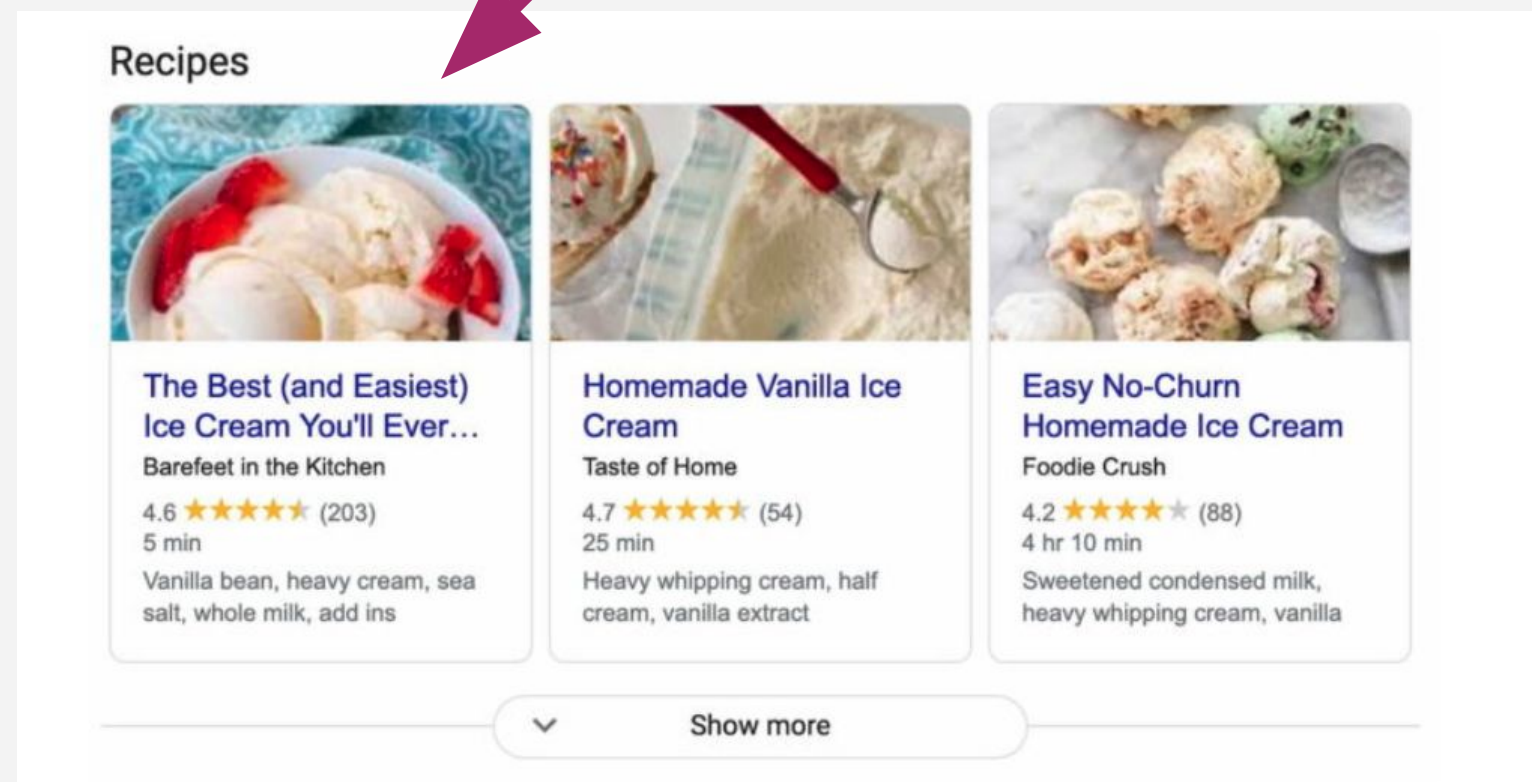 Recipes
The Best (and Easiest)
Ice Cream You'll Ever...
Barefeet in the Kitchen
4.6 (203)
5 min
Vanilla bean, heavy cream, sea
salt, whole milk, add ins
Homemade Vanilla Ice
Cream
Taste of Home
4.7 (54)
25 min
Heavy whipping cream, half
cream, vanilla extract
Easy No-Churn
Homemade Ice Cream
Foodie Crush
4.2 (88)
4 hr 10 min
Sweetened condensed milk,
heavy whipping cream, vanilla
Show more